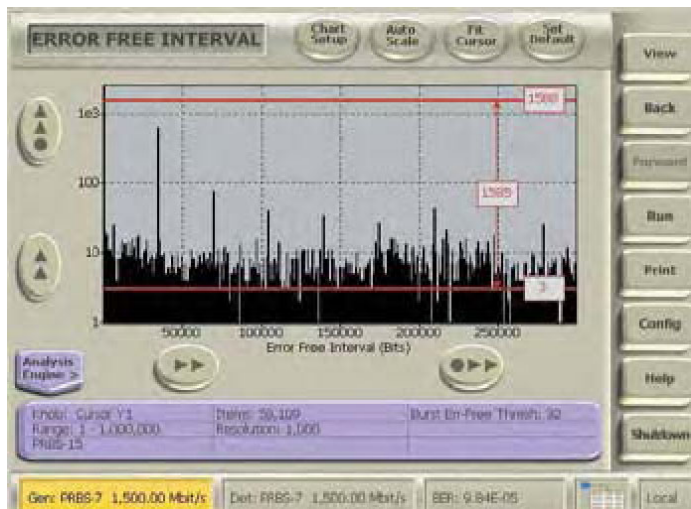 ERROR FREE INTERVAL
Chart Setup
Auto Scale
Fit Cursor
Set Default
View
Back
Forward
Run
Print
Config
Help
Shutdown
1e3
100
10
1
1588
1585
3
50000 100000 150000 200000 250000
Error Free Interval (Bits)
Analysis Engine >
Knob: Cursor Y1
Items: 59,109
Burst Err-Free Thresh: 32
Range: 1 - 1,000,000
Resolution: 1,000
PRBS-15
Gen: PRBS-7 1,500.00 Mbit/s
Det: PRBS-7 1,500.00 Mbit/s
BER: 9.84E-05
Local